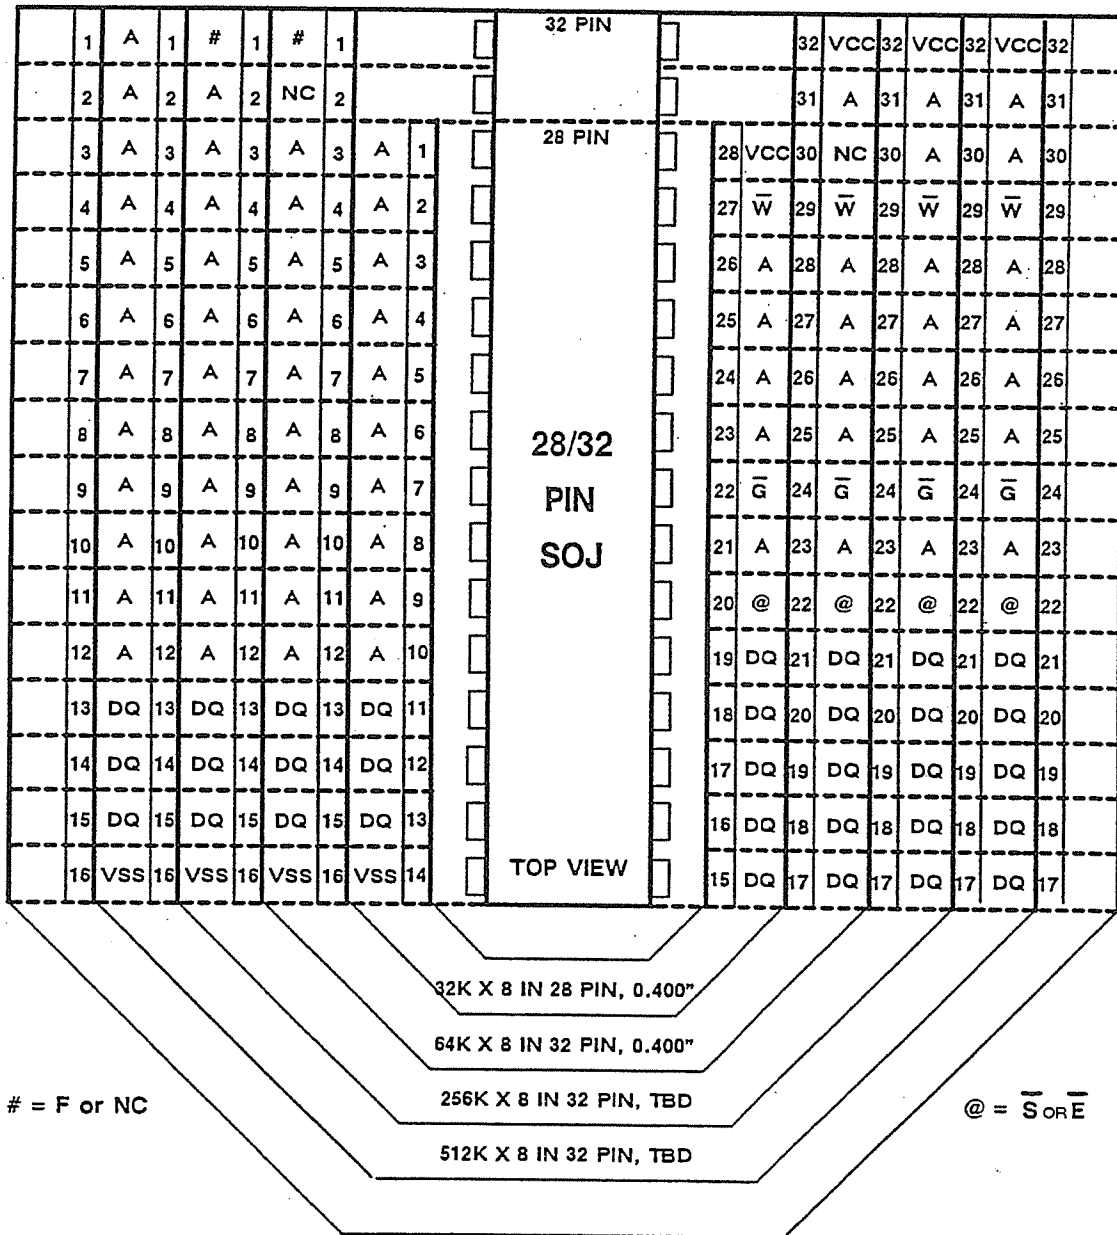 1 A 1 # 1 # 1 32 PIN 32 VCC 32 VCC 32 VCC 32
2 A 2 A 2 NC 2 31 A 31 A 31 A 31
3 A 3 A 3 A 3 A 1 28 PIN 28 VCC 30 NC 30 A 30 A 30
4 A 4 A 4 A 4 A 2 27 W̅ 29 W̅ 29 W̅ 29 W̅ 29
5 A 5 A 5 A 5 A 3 26 A 28 A 28 A 28 A 28
6 A 6 A 6 A 6 A 4 25 A 27 A 27 A 27 A 27
7 A 7 A 7 A 7 A 5 24 A 26 A 26 A 26 A 26
8 A 8 A 8 A 8 A 6 28/32 23 A 25 A 25 A 25 A 25
9 A 9 A 9 A 9 A 7 PIN 22 G̅ 24 G̅ 24 G̅ 24 G̅ 24
10 A 10 A 10 A 10 A 8 SOJ 21 A 23 A 23 A 23 A 23
11 A 11 A 11 A 11 A 9 20 @ 22 @ 22 @ 22 @ 22
12 A 12 A 12 A 12 A 10 19 DQ 21 DQ 21 DQ 21 DQ 21
13 DQ 13 DQ 13 DQ 13 DQ 11 18 DQ 20 DQ 20 DQ 20 DQ 20
14 DQ 14 DQ 14 DQ 14 DQ 12 17 DQ 19 DQ 19 DQ 19 DQ 19
15 DQ 15 DQ 15 DQ 15 DQ 13 16 DQ 18 DQ 18 DQ 18 DQ 18
16 VSS 16 VSS 16 VSS 16 VSS 14 TOP VIEW 15 DQ 17 DQ 17 DQ 17 DQ 17
32K X 8 IN 28 PIN, 0.400"
64K X 8 IN 32 PIN, 0.400"
256K X 8 IN 32 PIN, TBD
512K X 8 IN 32 PIN, TBD
# = F or NC
@ = S̅ OR E̅